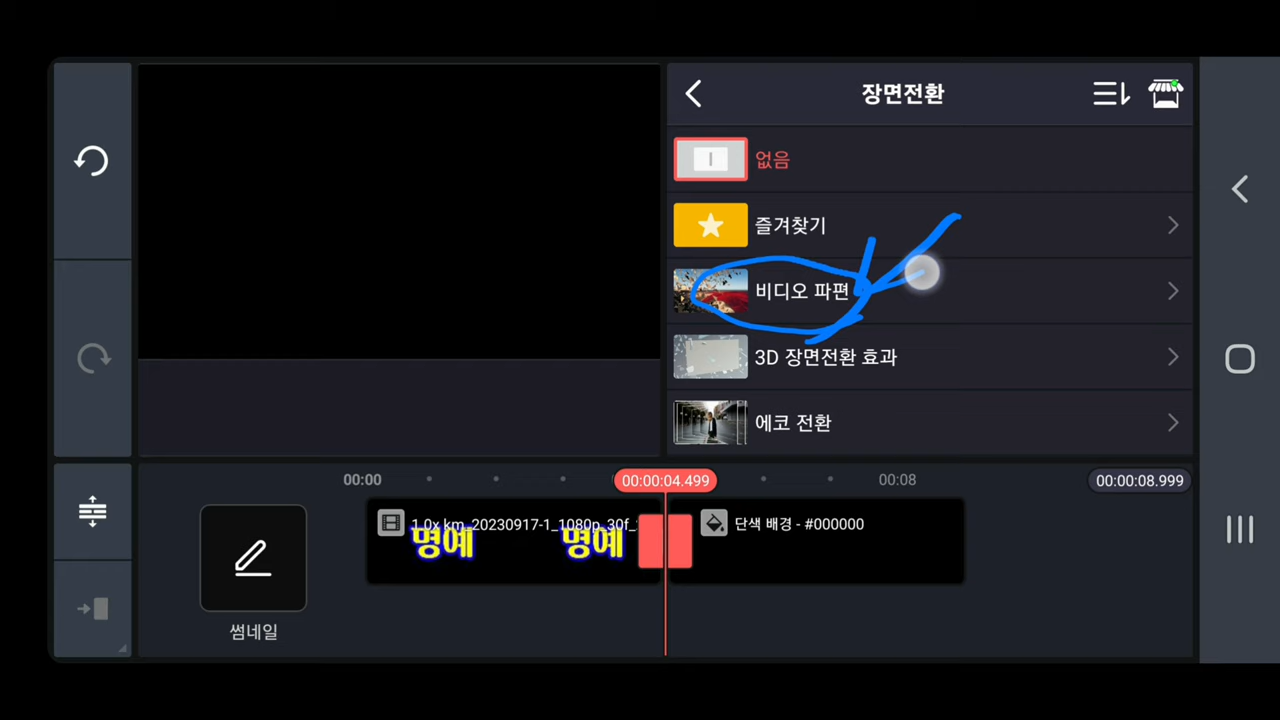 장면전환
없음
즐겨찾기
비디오 파편
3D 장면전환 효과
에코 전환
00:00
00:00:04.499
00:08
00:00:08.999
1.0x km_20230917-1_1080p_30f_
단색 배경 - #000000
명예 명예
썸네일